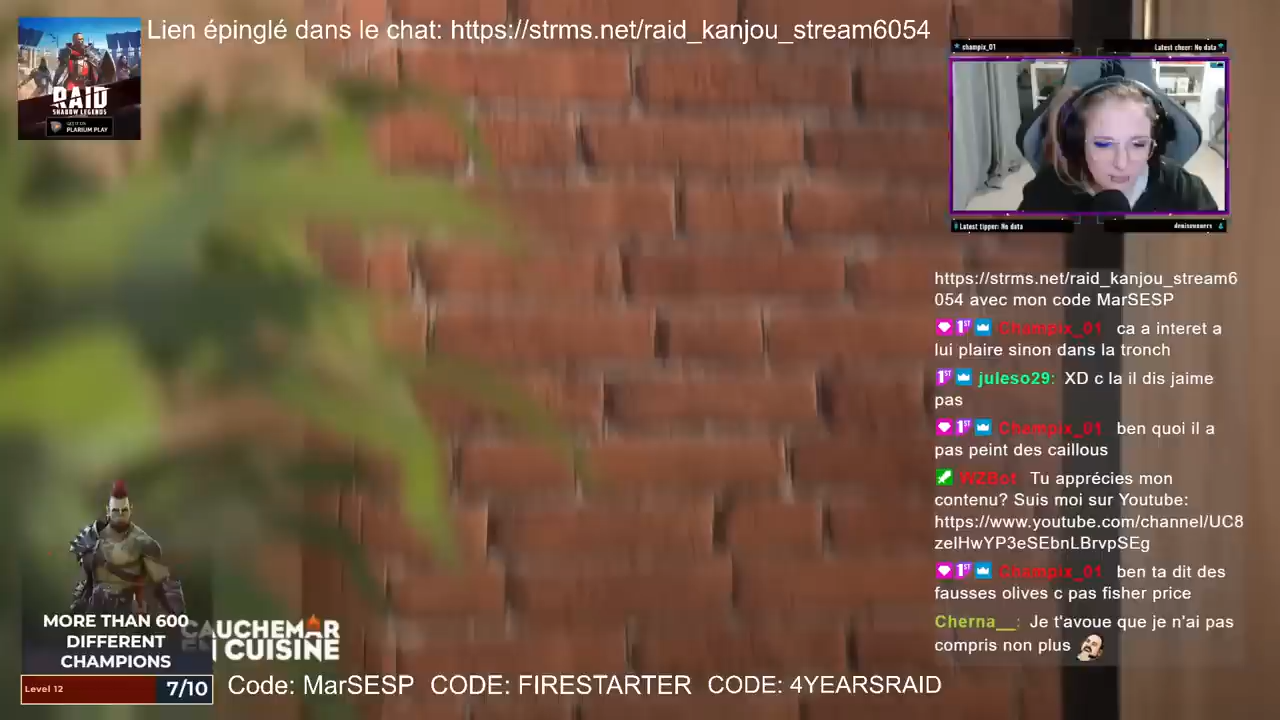 Lien épinglé dans le chat: https://strms.net/raid_kanjou_stream6054
RAID
SHADOW LEGENDS
PLARIUM PLAY
champix_01
Latest cheer: No data
Latest tipper: No data
https://strms.net/raid_kanjou_stream6
054 avec mon code MarSESP
Champix_01 ca a interet a
lui plaire sinon dans la tronch
1ST juleso29: XD c la il dis jaime
pas
Champix_01 ben quoi il a
pas peint des caillous
WZBot Tu apprécies mon
contenu? Suis moi sur Youtube:
https://www.youtube.com/channel/UC8
zelHwYP3eSEbnLBrvpSEg
Champix_01 ben ta dit des
fausses olives c pas fisher price
Cherna__: Je t'avoue que je n'ai pas
compris non plus
MORE THAN 600
DIFFERENT
CHAMPIONS
CAUCHEMAR
EN CUISINE
Level 12
7/10
Code: MarSESP CODE: FIRESTARTER CODE: 4YEARSRAID